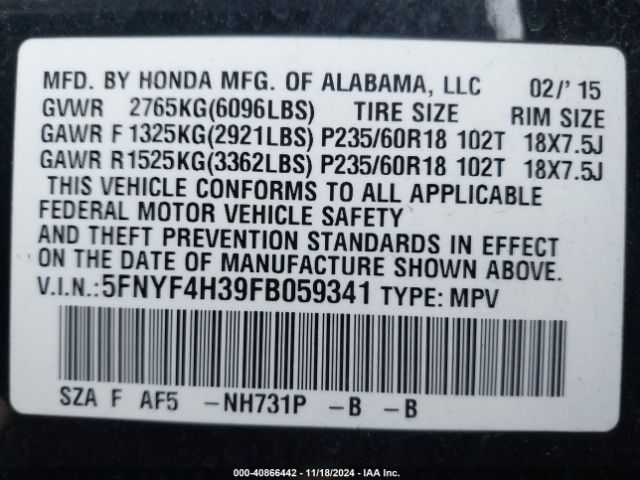 MFD. BY HONDA MFG. OF ALABAMA, LLC 02/' 15
GVWR 2765KG(6096LBS) TIRE SIZE RIM SIZE
GAWR F 1325KG(2921LBS) P235/60R18 102T 18X7.5J
GAWR R1525KG(3362LBS) P235/60R18 102T 18X7.5J
THIS VEHICLE CONFORMS TO ALL APPLICABLE
FEDERAL MOTOR VEHICLE SAFETY
AND THEFT PREVENTION STANDARDS IN EFFECT
ON THE DATE OF MANUFACTURE SHOWN ABOVE.
V.I.N.:5FNYF4H39FB059341 TYPE: MPV
SZA F AF5 -NH731P -B -B
000-40866442 - 11/18/2024 - IAA Inc.